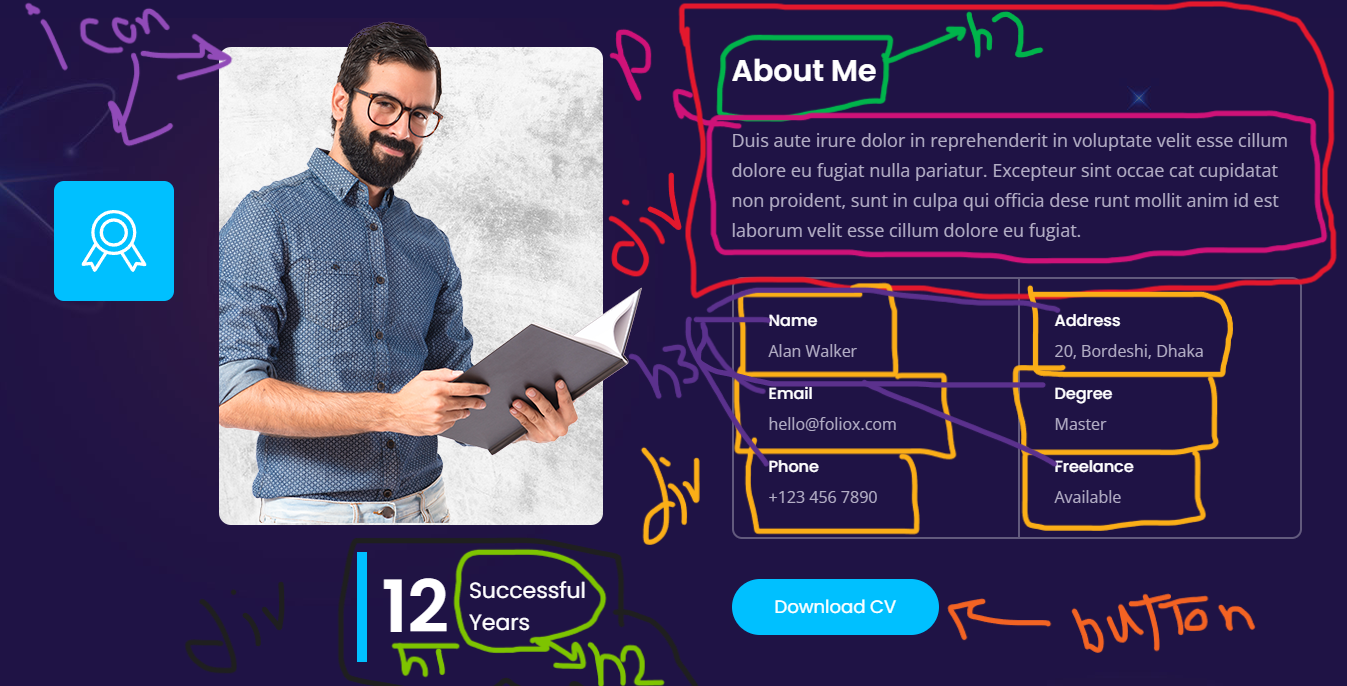 icon
p
h2
About Me
Duis aute irure dolor in reprehenderit in voluptate velit esse cillum
dolore eu fugiat nulla pariatur. Excepteur sint occae cat cupidatat
non proident, sunt in culpa qui officia dese runt mollit anim id est
laborum velit esse cillum dolore eu fugiat.
div
h3
Name
Alan Walker
Address
20, Bordeshi, Dhaka
Email
hello@foliox.com
Degree
Master
Phone
+123 456 7890
Freelance
Available
div
div
12
Successful
Years
h1
h2
Download CV
button